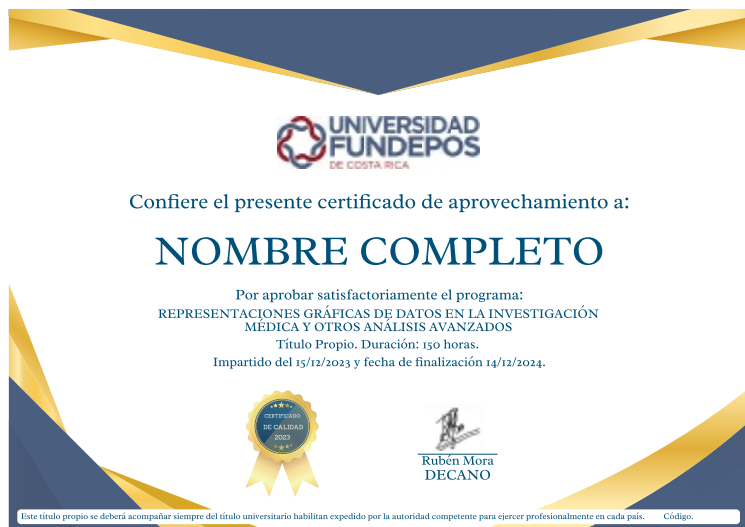 UNIVERSIDAD
FUNDEPOS
DE COSTA RICA
Confiere el presente certificado de aprovechamiento a:
NOMBRE COMPLETO
Por aprobar satisfactoriamente el programa:
REPRESENTACIONES GRÁFICAS DE DATOS EN LA INVESTIGACIÓN
MÉDICA Y OTROS ANÁLISIS AVANZADOS
Título Propio. Duración: 150 horas.
Impartido del 15/12/2023 y fecha de finalización 14/12/2024.
CERTIFICADO
DE CALIDAD
2023
Rubén Mora
DECANO
Este título propio se deberá acompañar siempre del título universitario habilitan expedido por la autoridad competente para ejercer profesionalmente en cada país. Código.